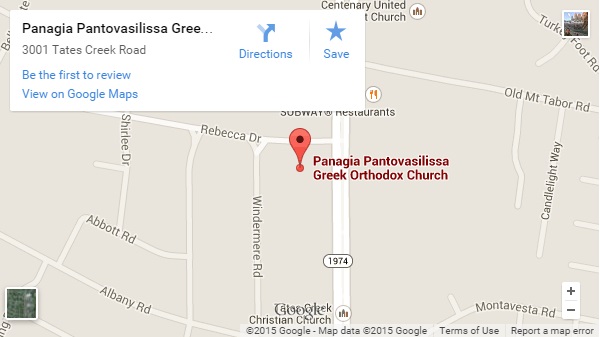 Panagia Pantovasilissa Gree...
3001 Tates Creek Road
Directions
Save
Be the first to review
View on Google Maps
Centenary United
st Church
Turkey Foot Rd
Old Mt Tabor Rd
SUBWAY® Restaurants
Rebecca Dr
Shirlee Dr
Panagia Pantovasilissa
Greek Orthodox Church
Candlelight Way
Windermere Rd
Abbott Rd
1974
Albany Rd
Tates Creek
Christian Church
Google
Montavesta Rd
+
−
©2015 Google - Map data ©2015 Google
Terms of Use
Report a map error